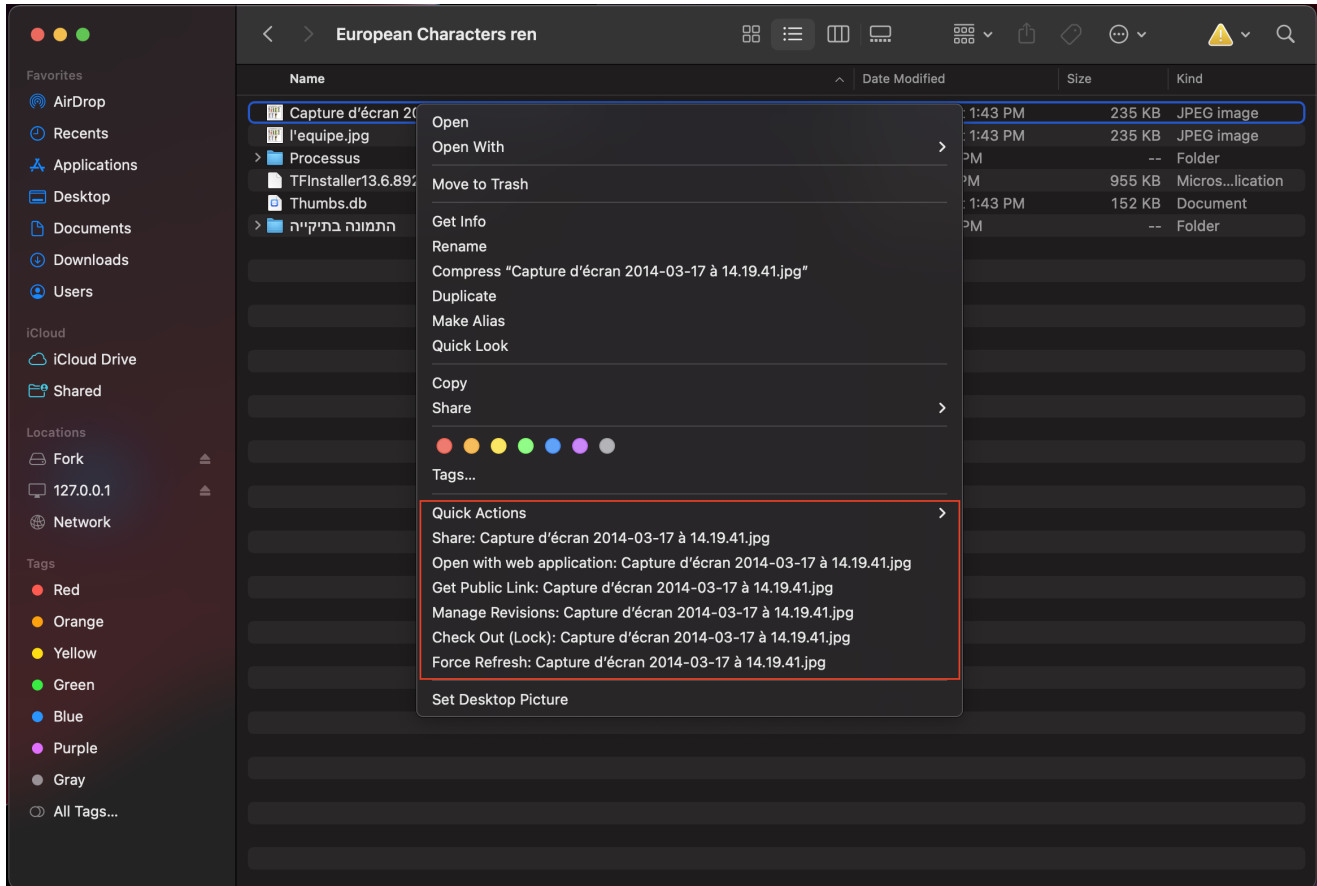 European Characters ren
Favorites
AirDrop
Recents
Applications
Desktop
Documents
Downloads
Users
iCloud
iCloud Drive
Shared
Locations
Fork
127.0.0.1
Network
Tags
Red
Orange
Yellow
Green
Blue
Purple
Gray
All Tags...
Name Date Modified Size Kind
Capture d'écran 20 1:43 PM 235 KB JPEG image
l'equipe.jpg 1:43 PM 235 KB JPEG image
Processus PM -- Folder
TFInstaller13.6.892 PM 955 KB Micros...lication
Thumbs.db 1:43 PM 152 KB Document
התמונה בתיקייה PM -- Folder
Open
Open With
Move to Trash
Get Info
Rename
Compress “Capture d’écran 2014-03-17 à 14.19.41.jpg”
Duplicate
Make Alias
Quick Look
Copy
Share
Tags...
Quick Actions
Share: Capture d’écran 2014-03-17 à 14.19.41.jpg
Open with web application: Capture d’écran 2014-03-17 à 14.19.41.jpg
Get Public Link: Capture d’écran 2014-03-17 à 14.19.41.jpg
Manage Revisions: Capture d’écran 2014-03-17 à 14.19.41.jpg
Check Out (Lock): Capture d’écran 2014-03-17 à 14.19.41.jpg
Force Refresh: Capture d’écran 2014-03-17 à 14.19.41.jpg
Set Desktop Picture